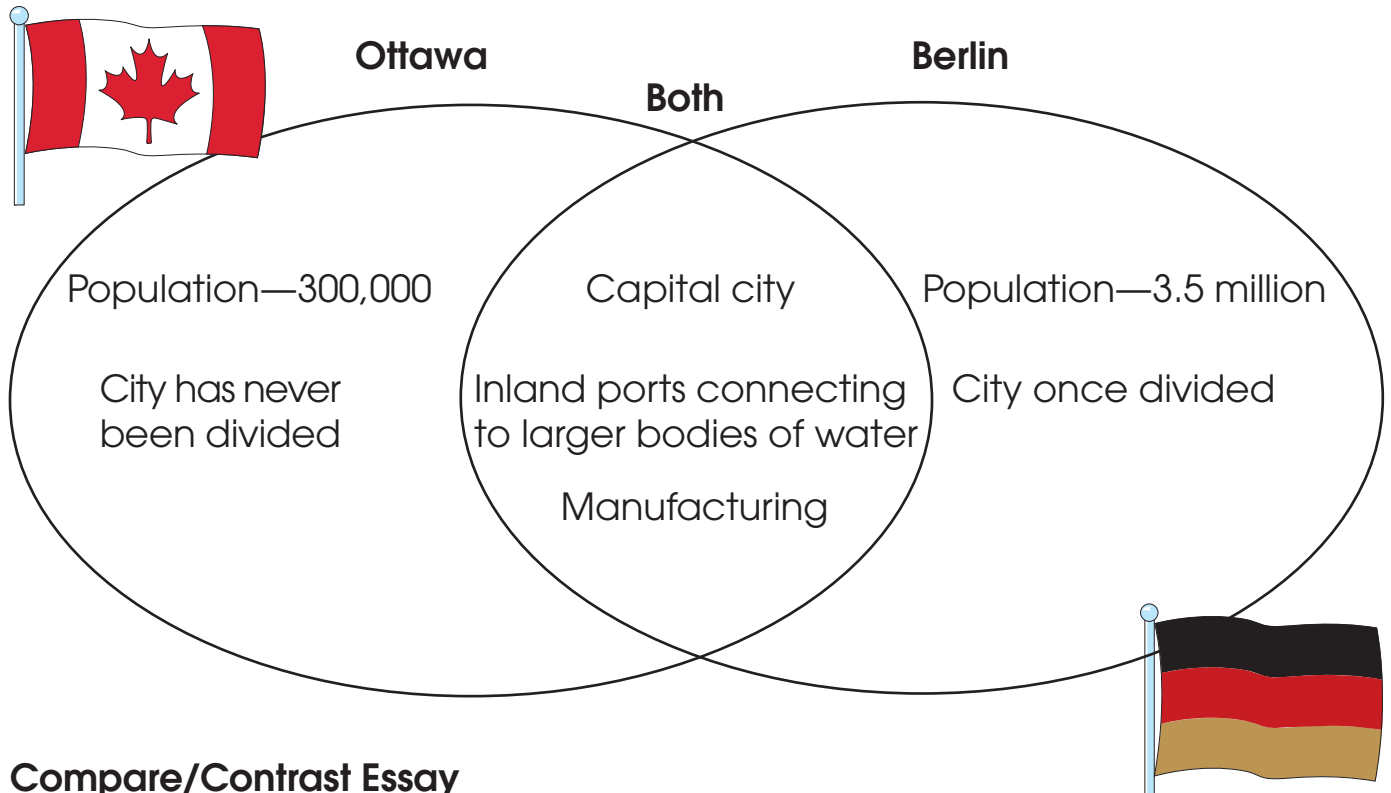 Ottawa
Berlin
Both
Population—300,000
Capital city
Population—3.5 million
City has never
been divided
Inland ports connecting
to larger bodies of water
City once divided
Manufacturing
Compare/Contrast Essay